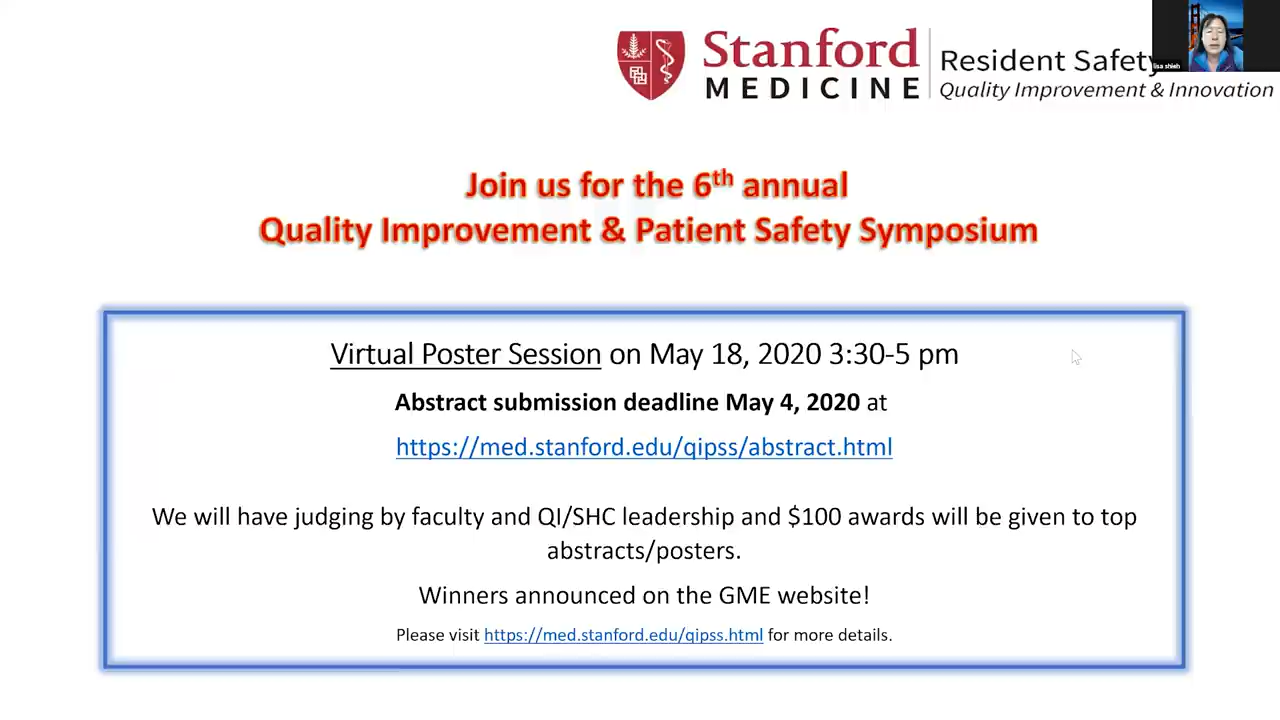 Stanford
MEDICINE
Resident Safety
Quality Improvement & Innovation
lisa shieh
Join us for the 6th annual
Quality Improvement & Patient Safety Symposium
Virtual Poster Session on May 18, 2020 3:30-5 pm
Abstract submission deadline May 4, 2020 at
https://med.stanford.edu/qipss/abstract.html
We will have judging by faculty and QI/SHC leadership and $100 awards will be given to top
abstracts/posters.
Winners announced on the GME website!
Please visit https://med.stanford.edu/qipss.html for more details.